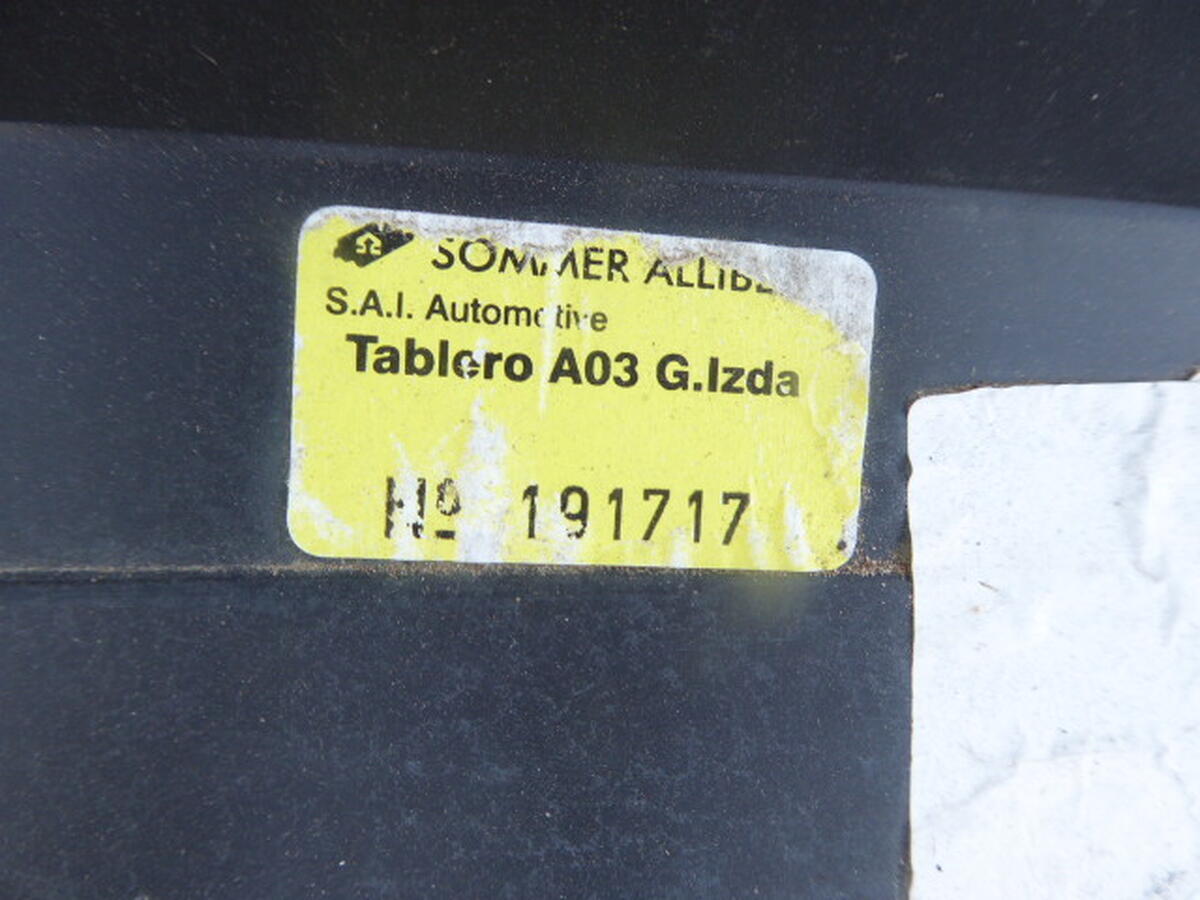 SOMMER ALLIBE
S.A.I. Automotive
Tablero A03 G.Izda
Nº 191717